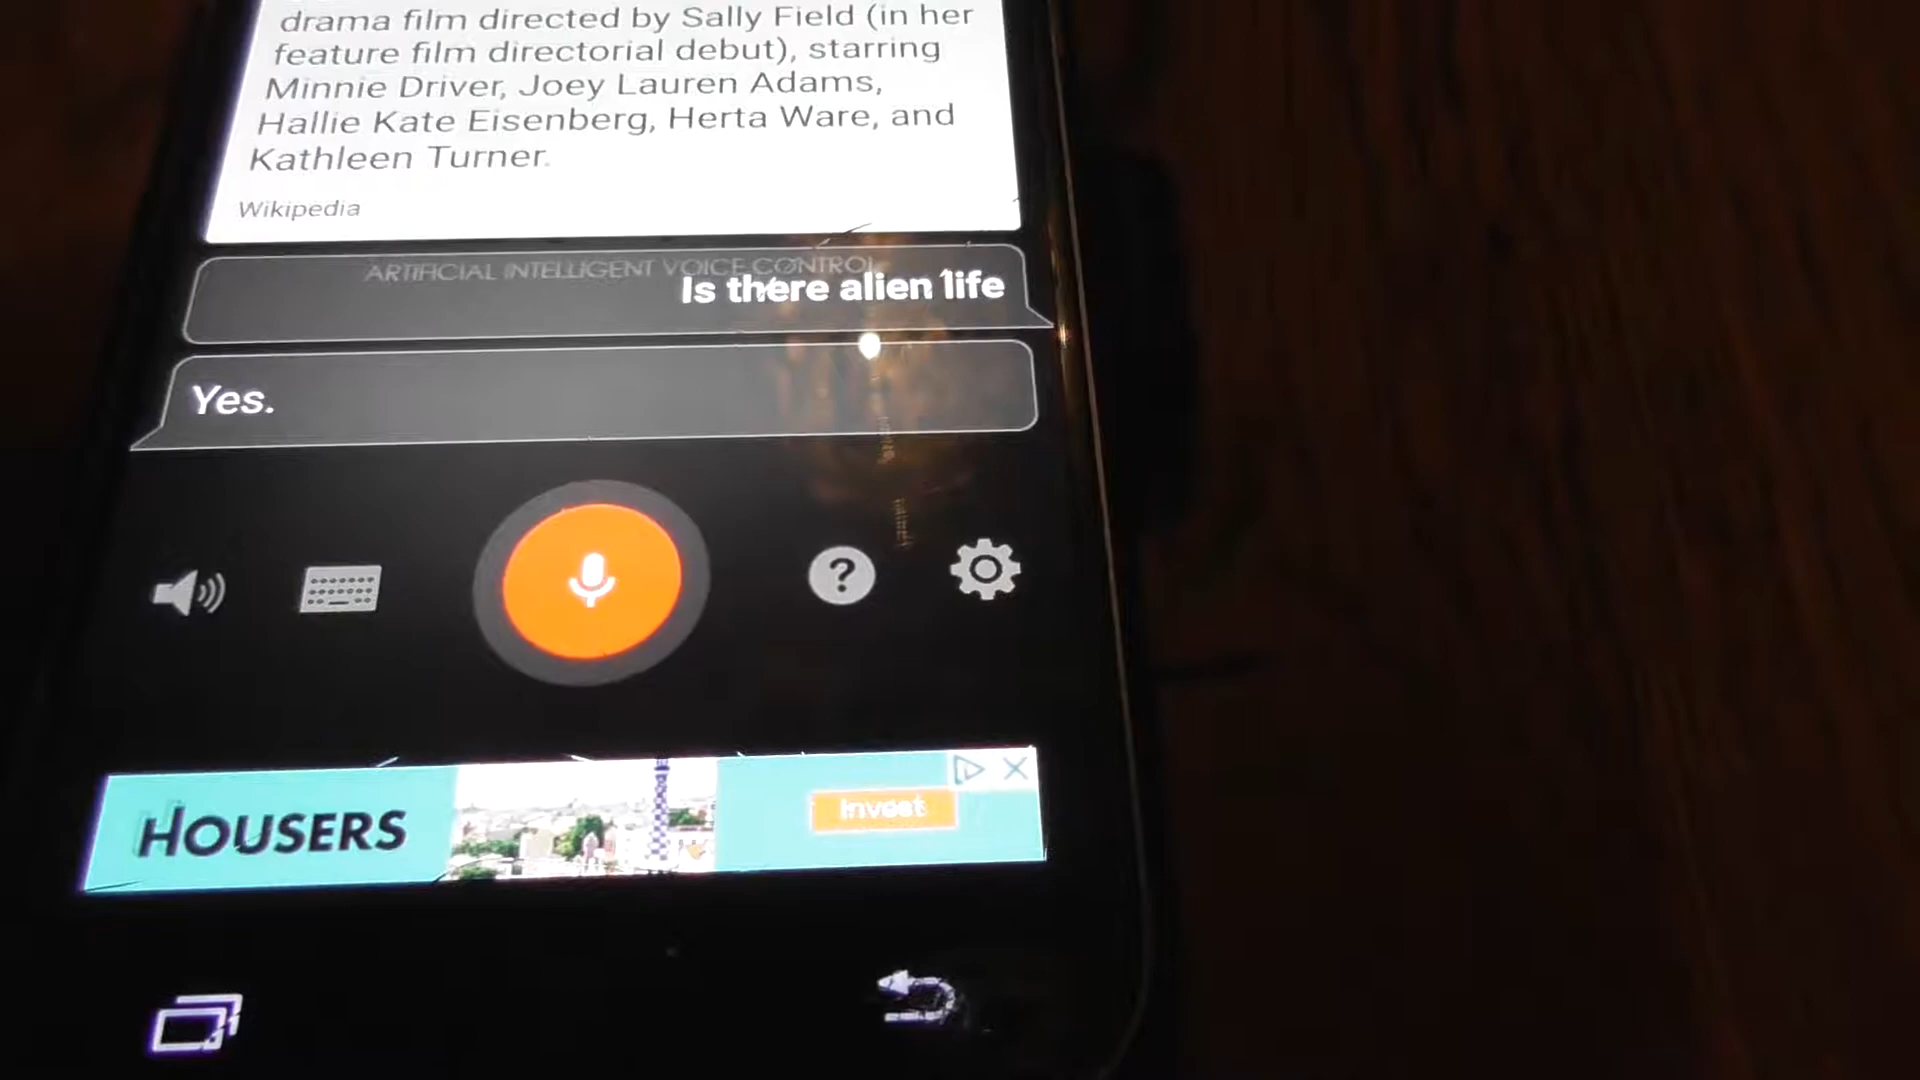 drama film directed by Sally Field (in her
feature film directorial debut), starring
Minnie Driver, Joey Lauren Adams,
Hallie Kate Eisenberg, Herta Ware, and
Kathleen Turner.
Wikipedia
ARTIFICIAL INTELLIGENT VOICE CONTROL
Is there alien life
Yes.
?
HOUSERS
Invest